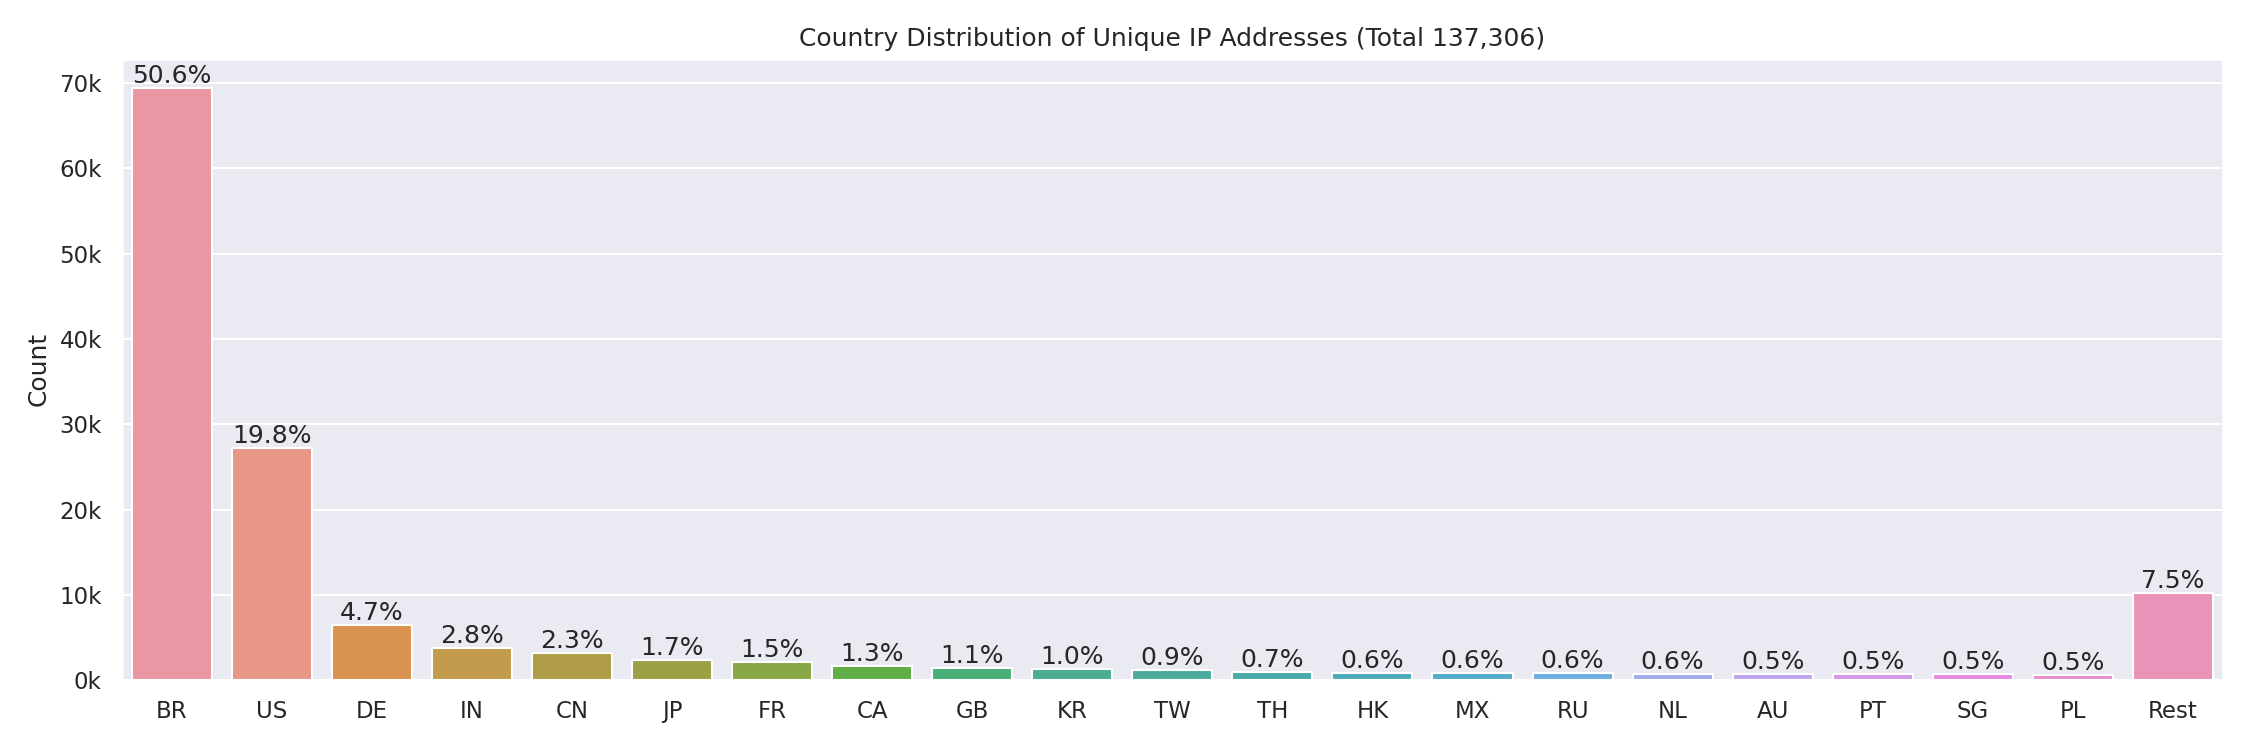 Country Distribution of Unique IP Addresses (Total 137,306)
Count
70k
60k
50k
40k
30k
20k
10k
0k
50.6%
19.8%
4.7%
2.8%
2.3%
1.7%
1.5%
1.3%
1.1%
1.0%
0.9%
0.7%
0.6%
0.6%
0.6%
0.6%
0.5%
0.5%
0.5%
0.5%
7.5%
BR US DE IN CN JP FR CA GB KR TW TH HK MX RU NL AU PT SG PL Rest